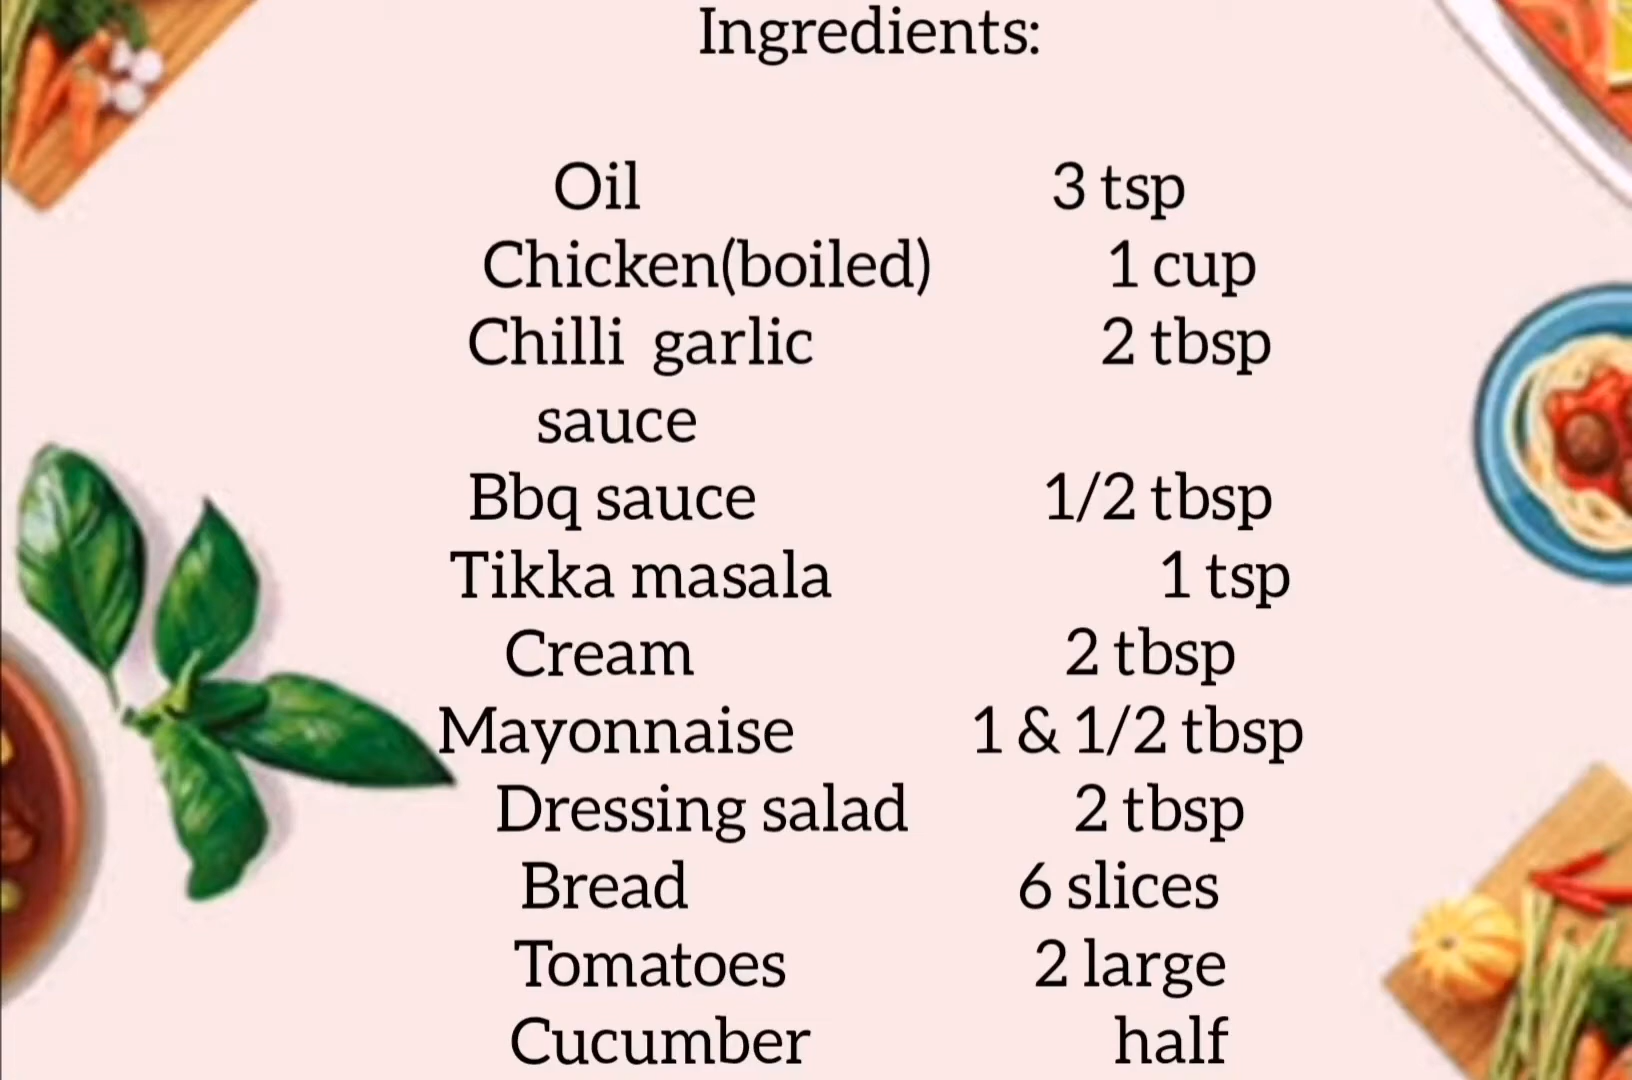 Ingredients:
Oil 3 tsp
Chicken(boiled) 1 cup
Chilli garlic 2 tbsp
sauce
Bbq sauce 1/2 tbsp
Tikka masala 1 tsp
Cream 2 tbsp
Mayonnaise 1 & 1/2 tbsp
Dressing salad 2 tbsp
Bread 6 slices
Tomatoes 2 large
Cucumber half